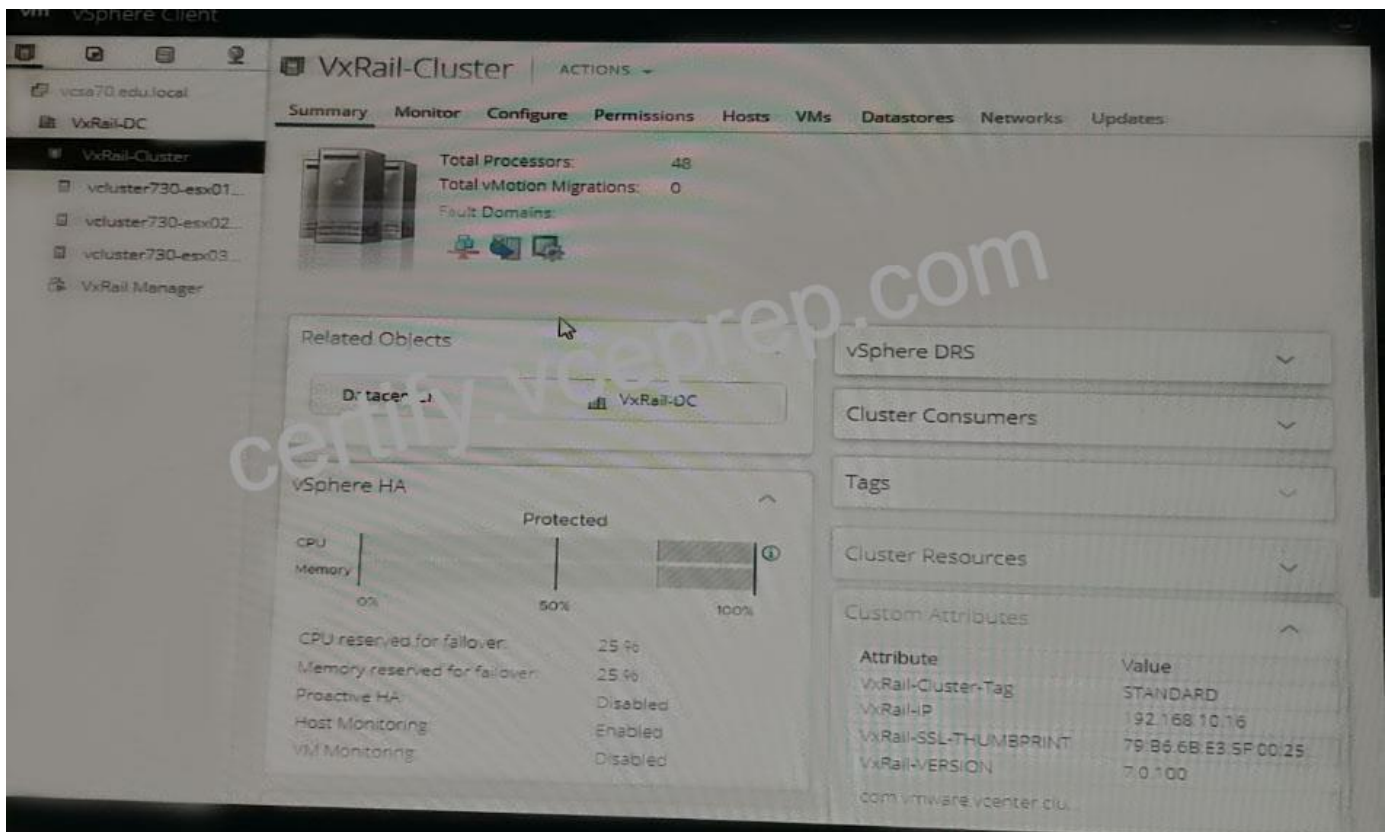 vm vSphere Client
vcsa70.edu.local
VxRail-DC
VxRail-Cluster
vcluster730-esx01...
vcluster730-esx02...
vcluster730-esx03...
VxRail Manager
VxRail-Cluster ACTIONS
Summary Monitor Configure Permissions Hosts VMs Datastores Networks Updates
Total Processors: 48
Total vMotion Migrations: 0
Fault Domains:
Related Objects
VxRail-DC
vSphere HA
Protected
CPU
Memory
0% 50% 100%
CPU reserved for failover: 25 %
Memory reserved for failover: 25 %
Proactive HA: Disabled
Host Monitoring: Enabled
VM Monitoring: Disabled
vSphere DRS
Cluster Consumers
Tags
Cluster Resources
Custom Attributes
Attribute Value
VxRail-Cluster-Tag STANDARD
VxRail-IP 192.168.10.16
VxRail-SSL-THUMBPRINT 79:B6:6B:E3:5F:00:25
VxRail-VERSION 7.0.100
com.vmware.vcenter.clu...
certify.vceprep.com